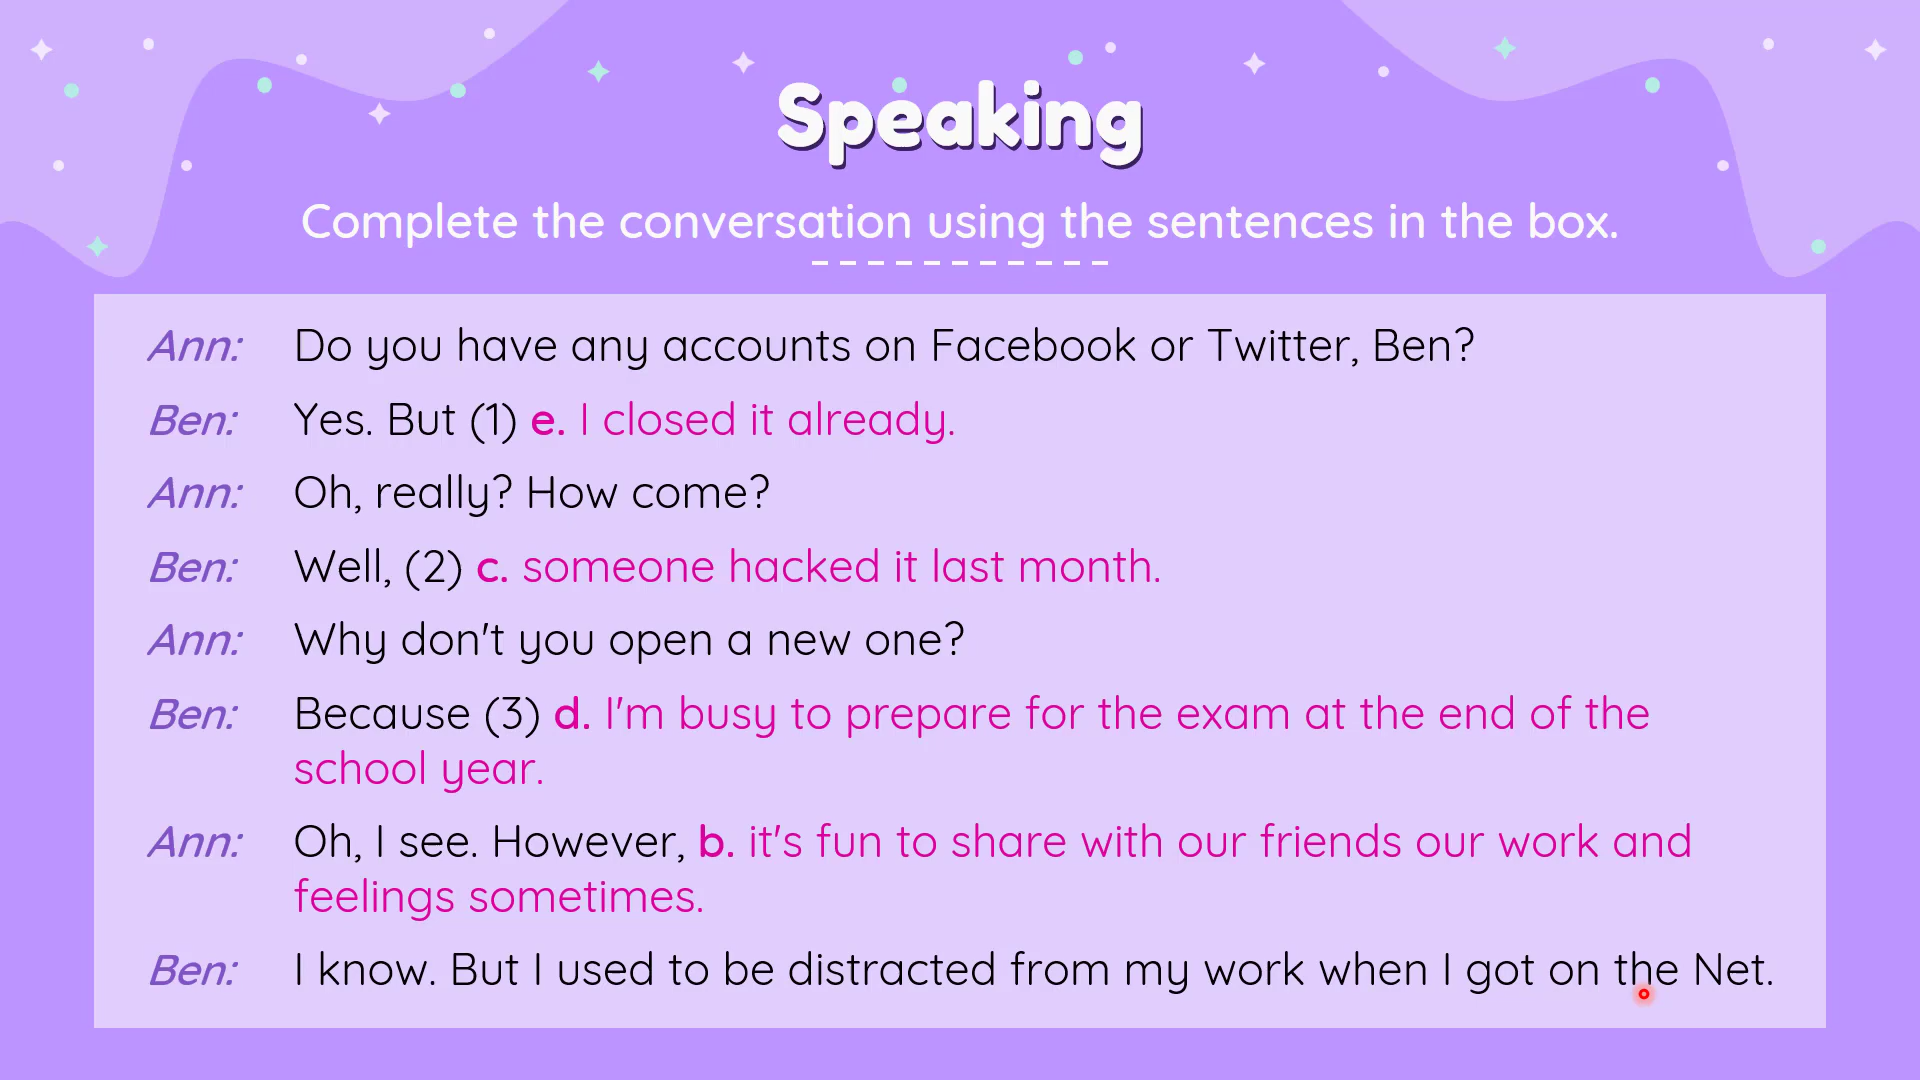 Speaking
Complete the conversation using the sentences in the box.
Ann: Do you have any accounts on Facebook or Twitter, Ben?
Ben: Yes. But (1) e. I closed it already.
Ann: Oh, really? How come?
Ben: Well, (2) c. someone hacked it last month.
Ann: Why don't you open a new one?
Ben: Because (3) d. I'm busy to prepare for the exam at the end of the
school year.
Ann: Oh, I see. However, b. it's fun to share with our friends our work and
feelings sometimes.
Ben: I know. But I used to be distracted from my work when I got on the Net.